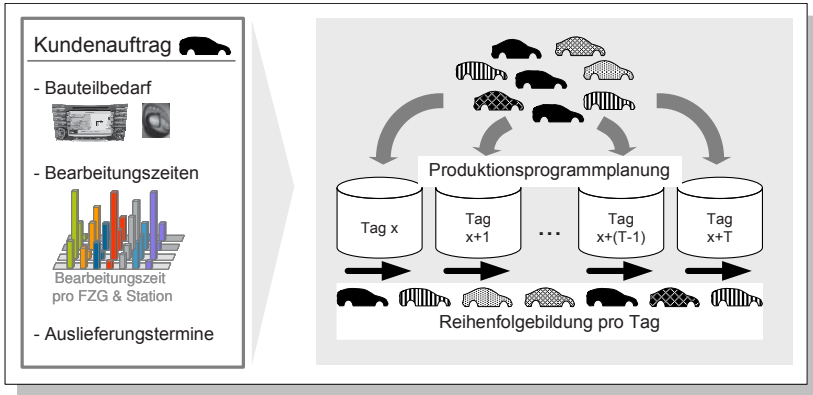 Kundenauftrag
- Bauteilbedarf
- Bearbeitungszeiten
Bearbeitungszeit
pro FZG & Station
- Auslieferungstermine
Produktionsprogrammplanung
Tag x
Tag
x+1
...
Tag
x+(T-1)
Tag
x+T
Reihenfolgebildung pro Tag